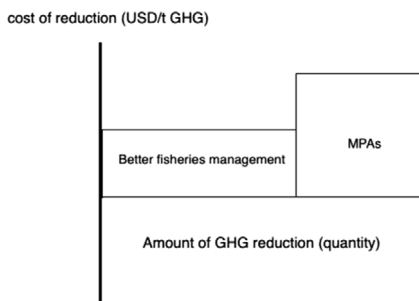 cost of reduction (USD/t GHG)
MPAs
Better fisheries management
Amount of GHG reduction (quantity)